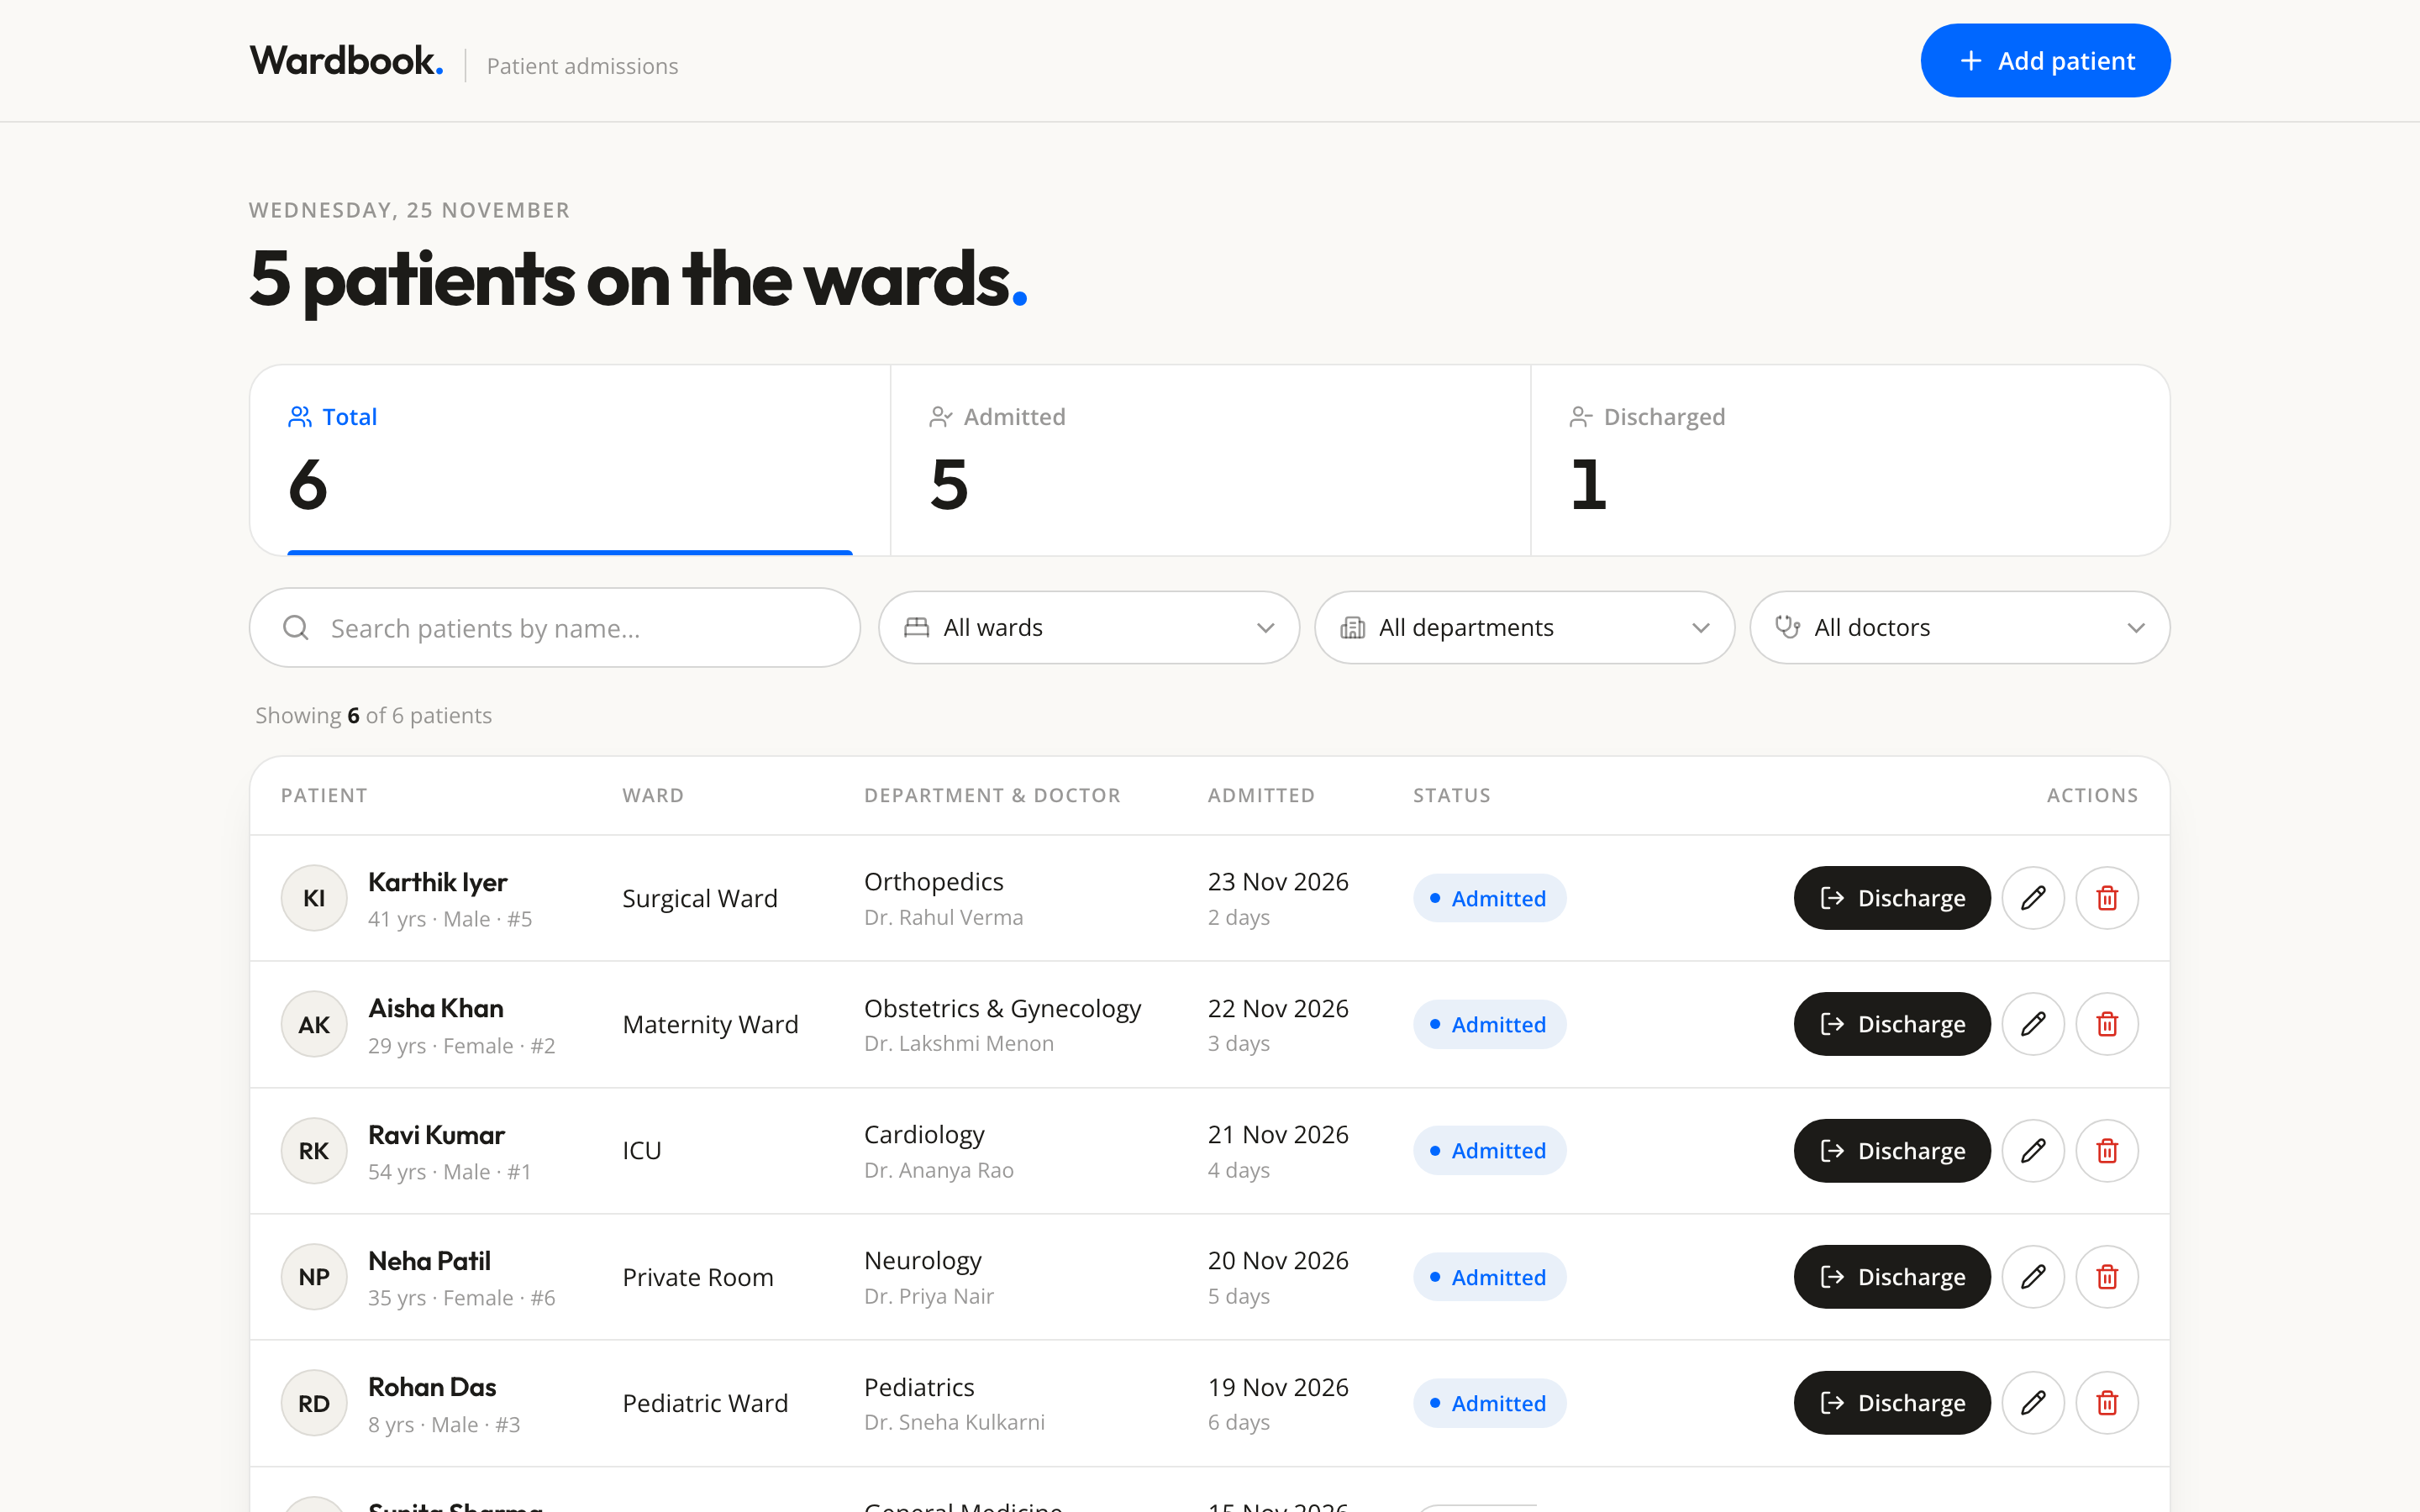 Wardbook.
Patient admissions
Add patient
WEDNESDAY, 25 NOVEMBER
5 patients on the wards.
Total
6
Admitted
5
Discharged
1
Search patients by name...
All wards
All departments
All doctors
Showing 6 of 6 patients
PATIENT WARD DEPARTMENT & DOCTOR ADMITTED STATUS ACTIONS
KI
Karthik Iyer
41 yrs · Male · #5
Surgical Ward
Orthopedics
Dr. Rahul Verma
23 Nov 2026
2 days
Admitted
Discharge
AK
Aisha Khan
29 yrs · Female · #2
Maternity Ward
Obstetrics & Gynecology
Dr. Lakshmi Menon
22 Nov 2026
3 days
Admitted
Discharge
RK
Ravi Kumar
54 yrs · Male · #1
ICU
Cardiology
Dr. Ananya Rao
21 Nov 2026
4 days
Admitted
Discharge
NP
Neha Patil
35 yrs · Female · #6
Private Room
Neurology
Dr. Priya Nair
20 Nov 2026
5 days
Admitted
Discharge
RD
Rohan Das
8 yrs · Male · #3
Pediatric Ward
Pediatrics
Dr. Sneha Kulkarni
19 Nov 2026
6 days
Admitted
Discharge
Sunita Sharma
General Medicine
15 Nov 2026